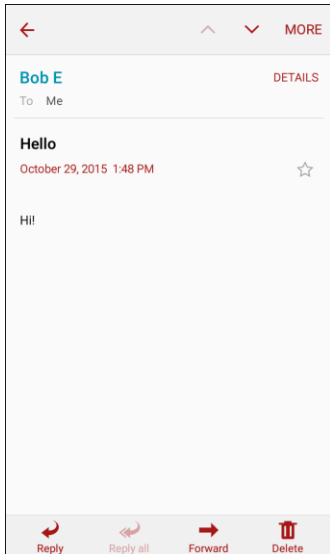 MORE
Bob E
DETAILS
To Me
Hello
October 29, 2015 1:48 PM
Hi!
Reply
Reply all
Forward
Delete